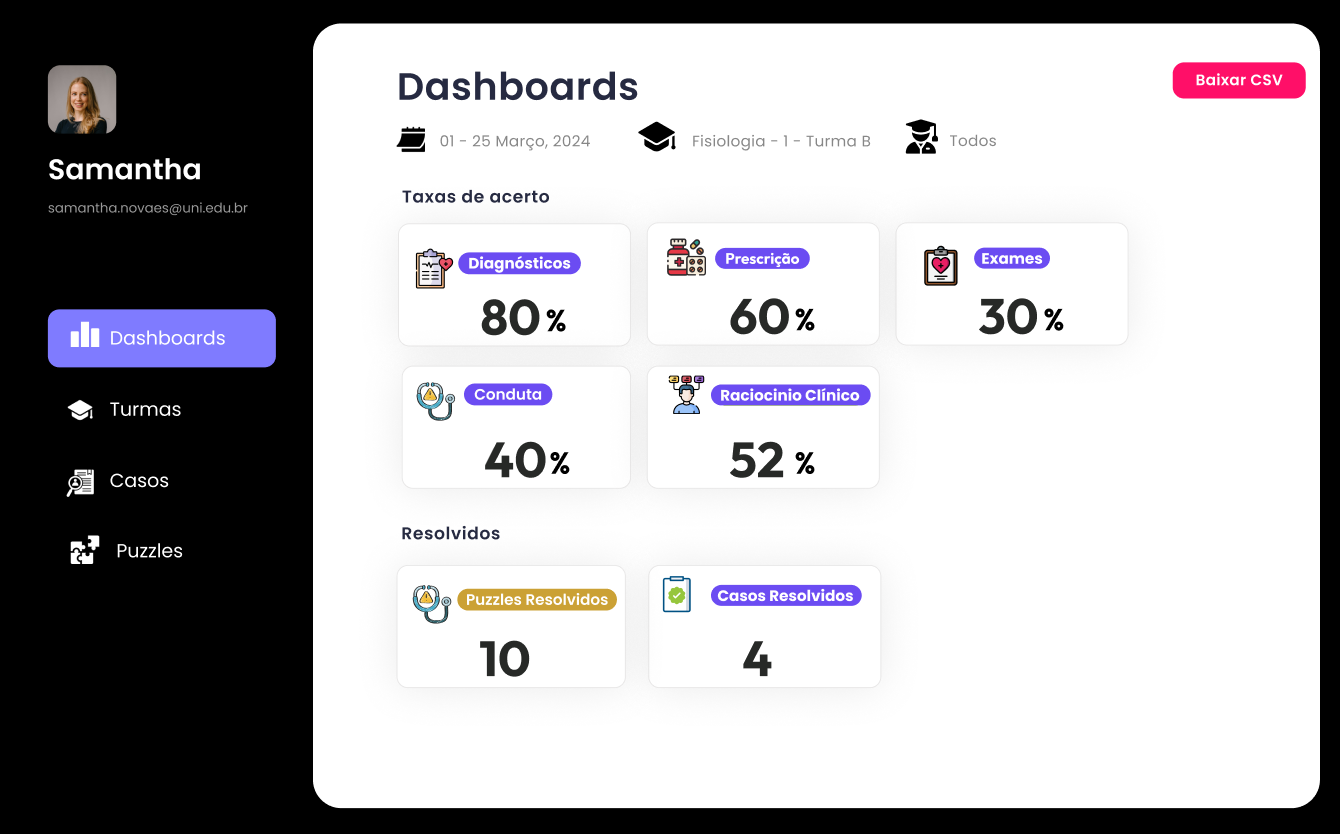 Samantha
samantha.novaes@uni.edu.br
Dashboards
Turmas
Casos
Puzzles
Dashboards
Baixar CSV
01 - 25 Março, 2024 Fisiologia - 1 - Turma B Todos
Taxas de acerto
Diagnósticos
80 %
Prescrição
60 %
Exames
30 %
Conduta
40 %
Raciocinio Clínico
52 %
Resolvidos
Puzzles Resolvidos
10
Casos Resolvidos
4